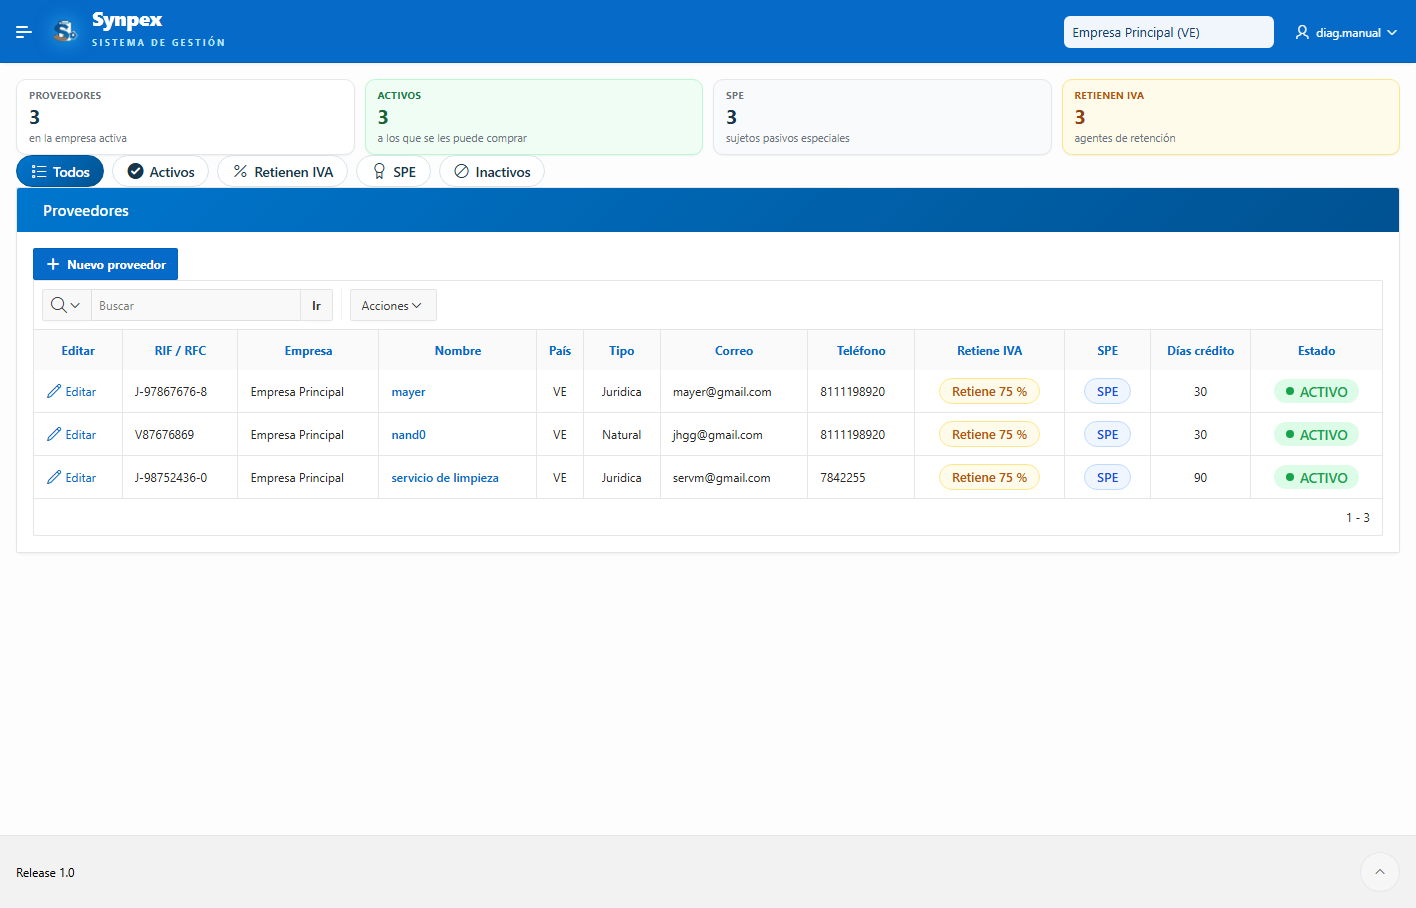 Synpex
SISTEMA DE GESTIÓN
Empresa Principal (VE)
diag.manual
PROVEEDORES
3
en la empresa activa
ACTIVOS
3
a los que se les puede comprar
SPE
3
sujetos pasivos especiales
RETIENEN IVA
3
agentes de retención
Todos Activos Retienen IVA SPE Inactivos
Proveedores
Nuevo proveedor
Buscar Ir Acciones
Editar RIF / RFC Empresa Nombre País Tipo Correo Teléfono Retiene IVA SPE Días crédito Estado
Editar J-97867676-8 Empresa Principal mayer VE Juridica mayer@gmail.com 8111198920 Retiene 75 % SPE 30 ACTIVO
Editar V87676869 Empresa Principal nand0 VE Natural jhgg@gmail.com 8111198920 Retiene 75 % SPE 30 ACTIVO
Editar J-98752436-0 Empresa Principal servicio de limpieza VE Juridica servm@gmail.com 7842255 Retiene 75 % SPE 90 ACTIVO
1 - 3
Release 1.0